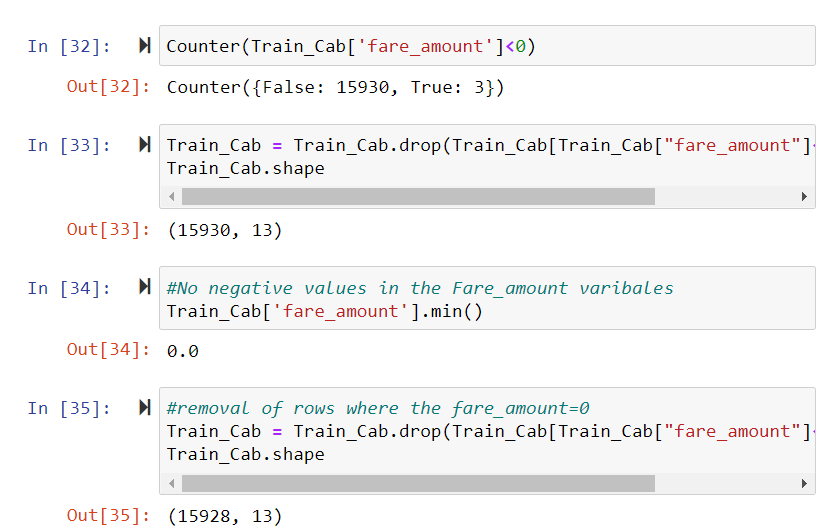 In [32]: Counter(Train_Cab['fare_amount']<0)
Out[32]: Counter({False: 15930, True: 3})
In [33]: Train_Cab = Train_Cab.drop(Train_Cab[Train_Cab["fare_amount"]<
Train_Cab.shape
Out[33]: (15930, 13)
In [34]: #No negative values in the Fare_amount varibales
Train_Cab['fare_amount'].min()
Out[34]: 0.0
In [35]: #removal of rows where the fare_amount=0
Train_Cab = Train_Cab.drop(Train_Cab[Train_Cab["fare_amount"]<
Train_Cab.shape
Out[35]: (15928, 13)